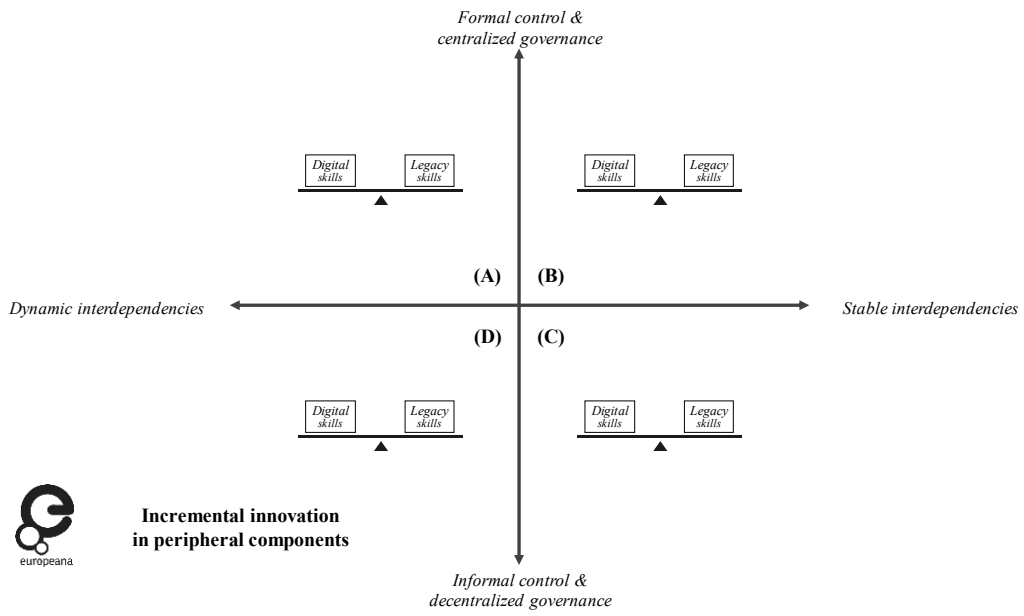 Formal control &
centralized governance
Digital
skills
Legacy
skills
Digital
skills
Legacy
skills
(A) (B)
Dynamic interdependencies
Stable interdependencies
(D) (C)
Digital
skills
Legacy
skills
Digital
skills
Legacy
skills
europeana
Incremental innovation
in peripheral components
Informal control &
decentralized governance